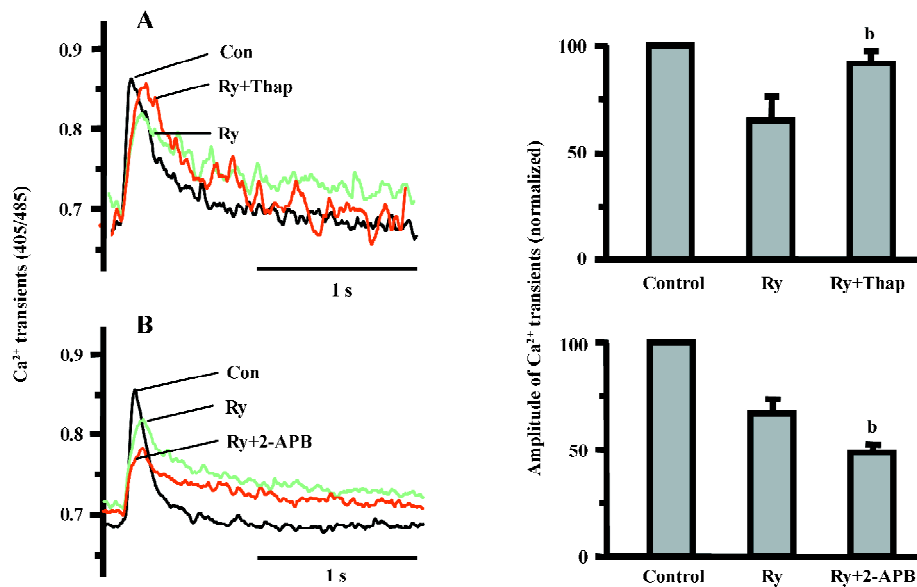 A
Con
Ry+Thap
Ry
0.9
0.8
0.7
1 s
B
Con
Ry
Ry+2-APB
0.9
0.8
0.7
1 s
Ca²⁺ transients (405/485)
Amplitude of Ca²⁺ transients (normalized)
100
50
0
b
Control Ry Ry+Thap
100
50
0
b
Control Ry Ry+2-APB